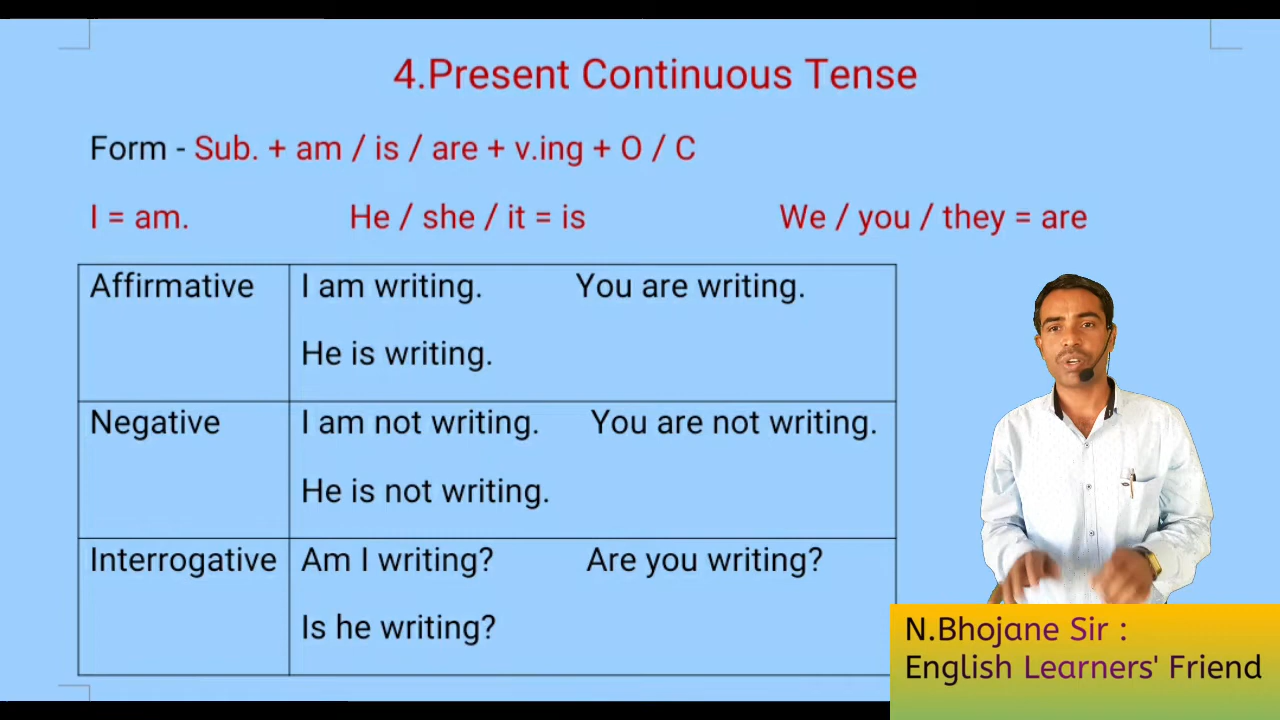 4.Present Continuous Tense
Form - Sub. + am / is / are + v.ing + O / C
I = am. He / she / it = is We / you / they = are
Affirmative I am writing. You are writing.
He is writing.
Negative I am not writing. You are not writing.
He is not writing.
Interrogative Am I writing? Are you writing?
Is he writing?
N.Bhojane Sir :
English Learners' Friend